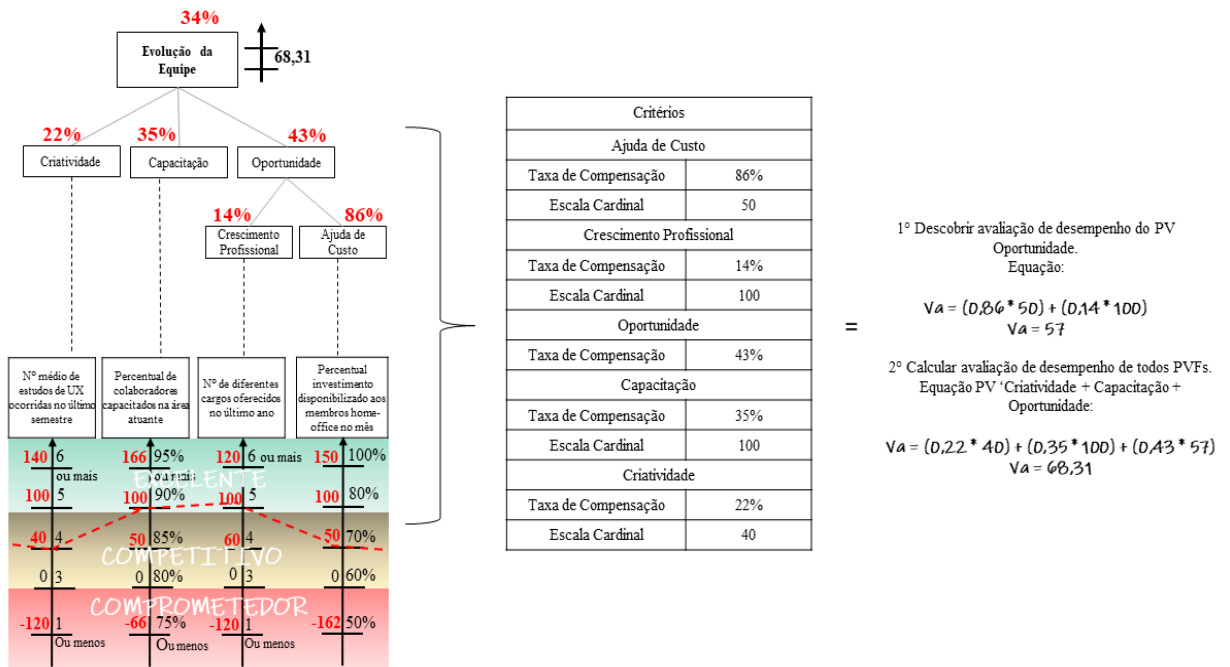 34%
Evolução da
Equipe
68,31
22%
35%
43%
Criatividade
Capacitação
Oportunidade
14%
86%
Crescimento
Profissional
Ajuda de
Custo
Nº médio de
estudos de UX
ocorridas no último
semestre
Percentual de
colaboradores
capacitados na área
atuante
Nº de diferentes
cargos oferecidos
no último ano
Percentual
investimento
disponibilizado aos
membros home-
office no mês
140 6 ou mais
166 95% ou mais
120 6 ou mais
150 100%
EXCELENTE
100 5
100 90%
100 5
100 80%
40 4
50 85%
60 4
50 70%
COMPETITIVO
0 3
0 80%
0 3
0 60%
COMPROMETEDOR
-120 1 Ou menos
-66 75% Ou menos
-120 1 Ou menos
-162 50%
Critérios
Ajuda de Custo
Taxa de Compensação 86%
Escala Cardinal 50
Crescimento Profissional
Taxa de Compensação 14%
Escala Cardinal 100
Oportunidade
Taxa de Compensação 43%
Capacitação
Taxa de Compensação 35%
Escala Cardinal 100
Criatividade
Taxa de Compensação 22%
Escala Cardinal 40
=
1° Descobrir avaliação de desempenho do PV
Oportunidade.
Equação:
Va = (0,86 * 50) + (0,14 * 100)
Va = 57
2° Calcular avaliação de desempenho de todos PVFs.
Equação PV ‘Criatividade + Capacitação +
Oportunidade:
Va = (0,22 * 40) + (0,35 * 100) + (0,43 * 57)
Va = 68,31